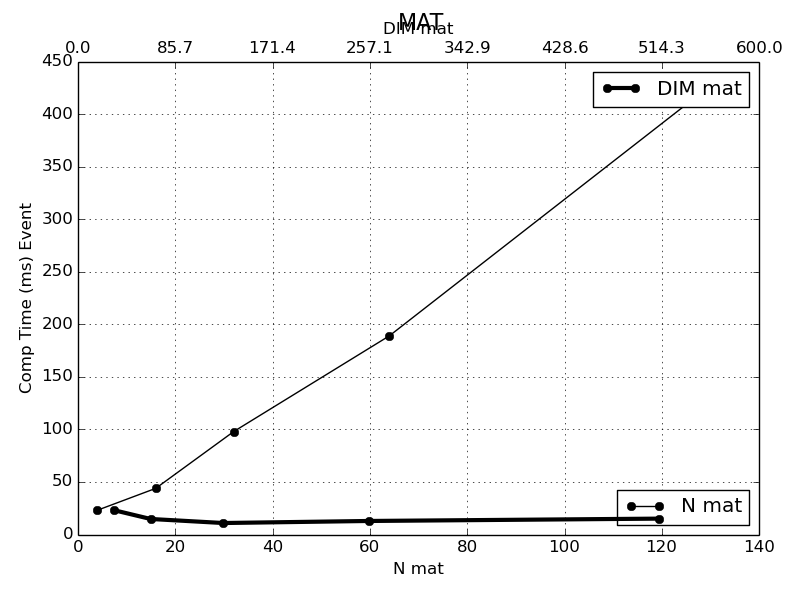 MAT
DIM mat
0.0 85.7 171.4 257.1 342.9 428.6 514.3 600.0
450
400
350
300
250
200
150
100
50
0
Comp Time (ms) Event
DIM mat
N mat
0 20 40 60 80 100 120 140
N mat